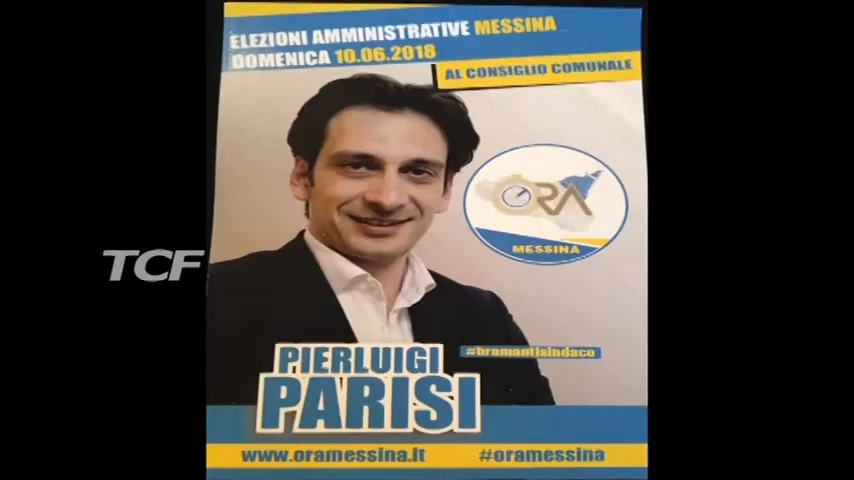 ELEZIONI AMMINISTRATIVE MESSINA
DOMENICA 10.06.2018
AL CONSIGLIO COMUNALE
ORA
MESSINA
TCF
#bramantisindaco
PIERLUIGI
PARISI
www.oramessina.it #oramessina